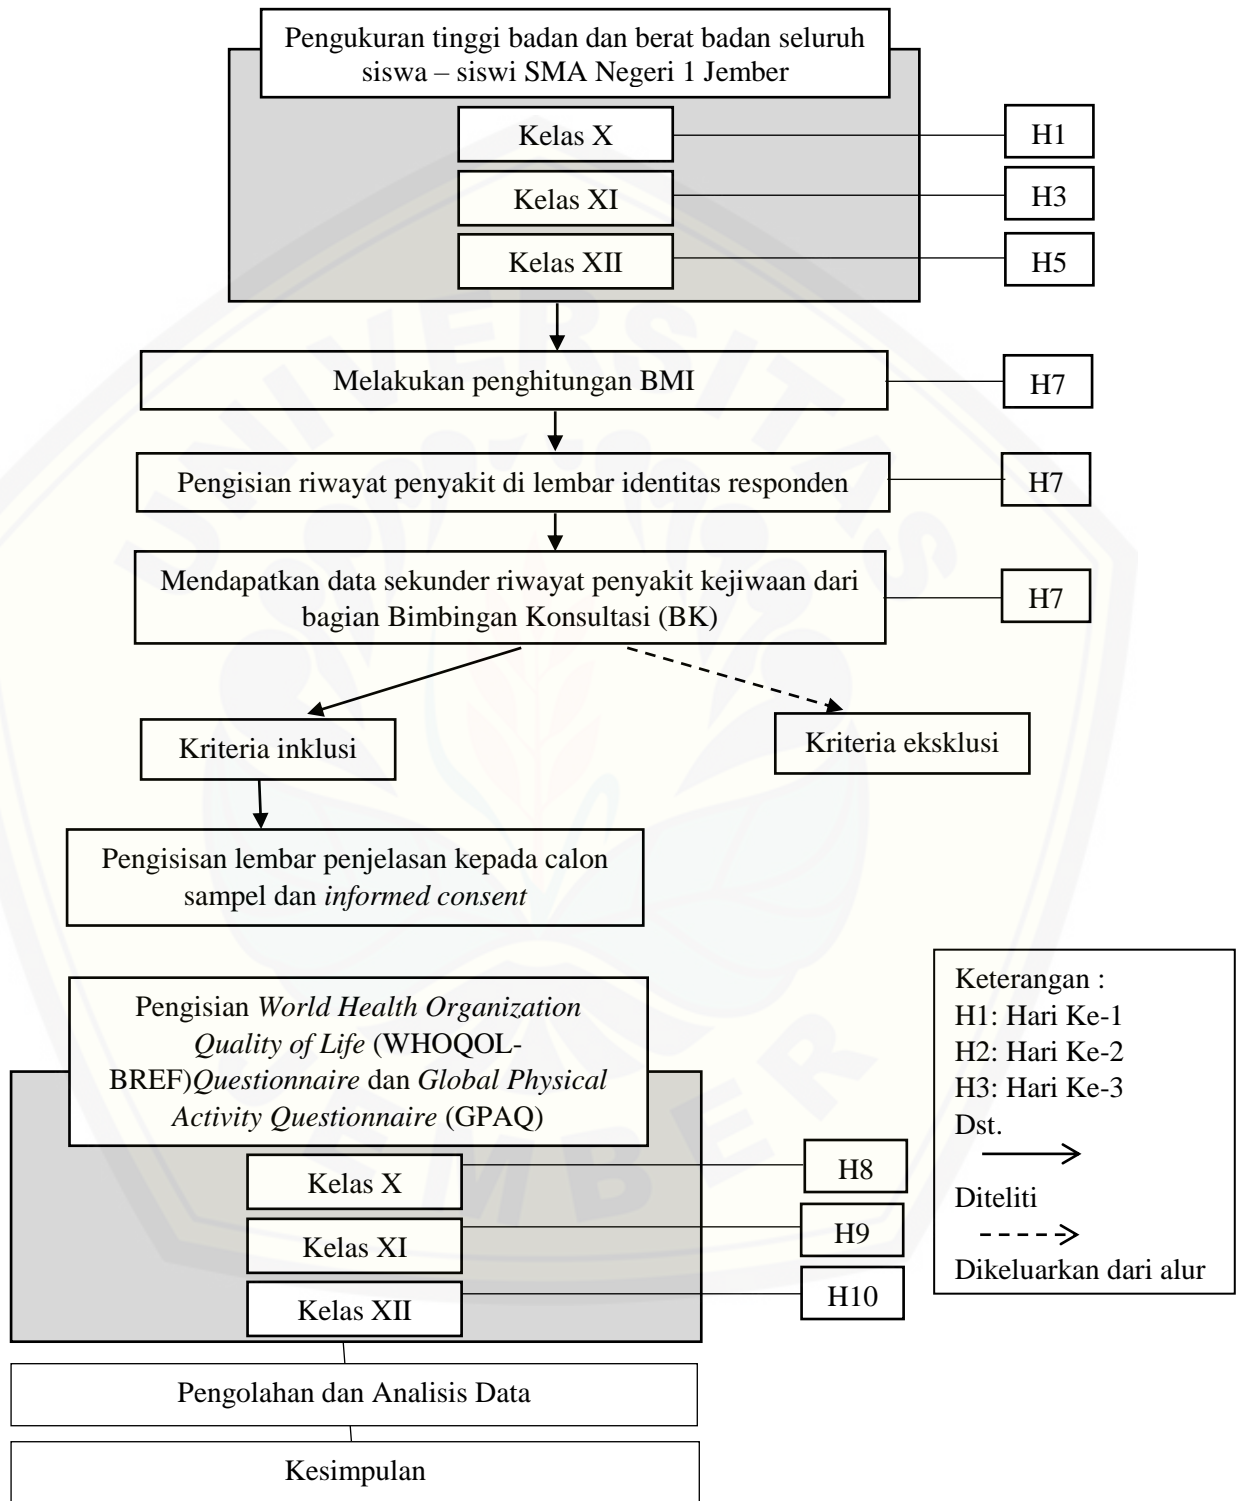 Pengukuran tinggi badan dan berat badan seluruh
siswa – siswi SMA Negeri 1 Jember
Kelas X
H1
Kelas XI
H3
Kelas XII
H5
Melakukan penghitungan BMI
H7
Pengisian riwayat penyakit di lembar identitas responden
H7
Mendapatkan data sekunder riwayat penyakit kejiwaan dari
bagian Bimbingan Konsultasi (BK)
H7
Kriteria inklusi
Kriteria eksklusi
Pengisisan lembar penjelasan kepada calon
sampel dan informed consent
Pengisian World Health Organization
Quality of Life (WHOQOL-
BREF)Questionnaire dan Global Physical
Activity Questionnaire (GPAQ)
Kelas X
H8
Kelas XI
H9
Kelas XII
H10
Keterangan :
H1: Hari Ke-1
H2: Hari Ke-2
H3: Hari Ke-3
Dst.
Diteliti
Dikeluarkan dari alur
Pengolahan dan Analisis Data
Kesimpulan
UNIVERSITAS
JEMBER